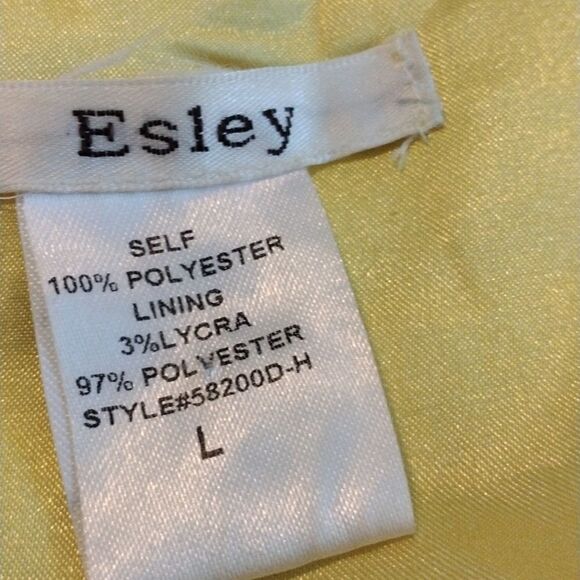 Esley
SELF
100% POLYESTER
LINING
3%LYCRA
97% POLYESTER
STYLE#58200D-H
L